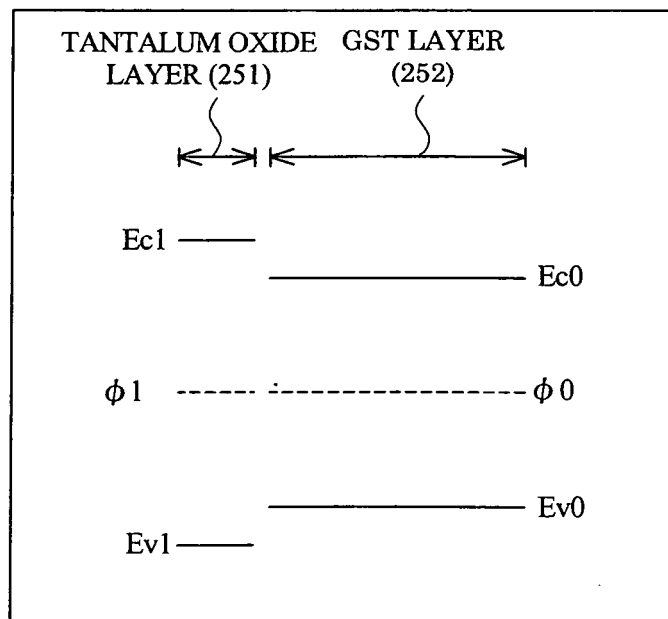 TANTALUM OXIDE
LAYER (251)
GST LAYER
(252)
Ec1
Ec0
ϕ1
ϕ0
Ev0
Ev1